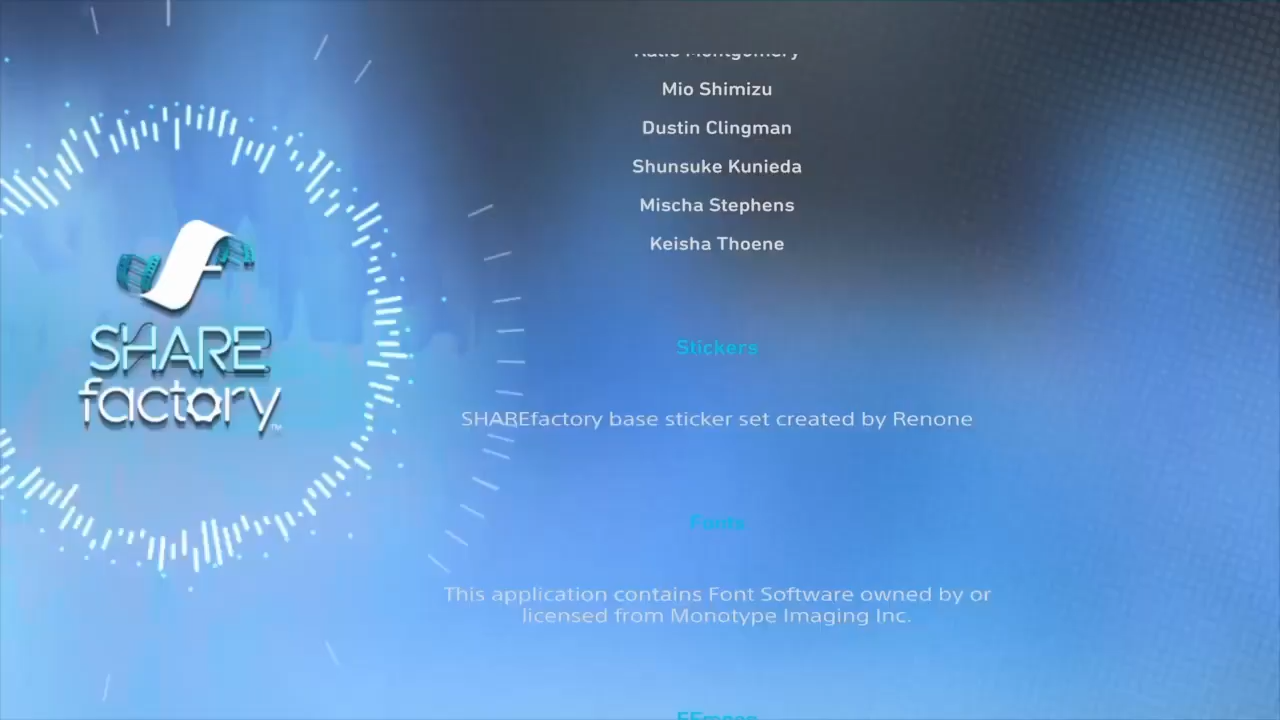 Mio Shimizu
Dustin Clingman
Shunsuke Kunieda
Mischa Stephens
Keisha Thoene
SHARE
factory™
Stickers
SHAREfactory base sticker set created by Renone
Fonts
This application contains Font Software owned by or
licensed from Monotype Imaging Inc.